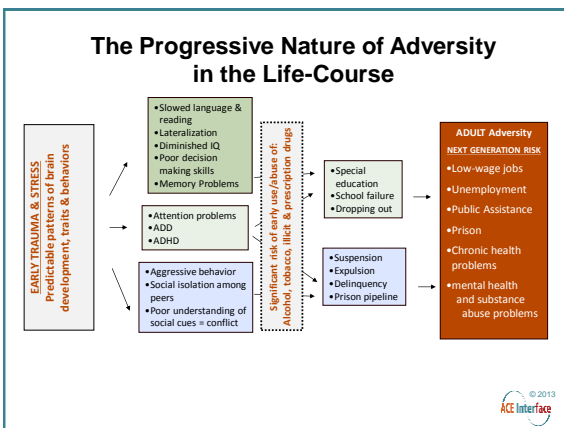 The Progressive Nature of Adversity
in the Life-Course
EARLY TRAUMA & STRESS
Predictable patterns of brain
development, traits & behaviors
•Slowed language &
reading
•Lateralization
•Diminished IQ
•Poor decision
making skills
•Memory Problems
•Attention problems
•ADD
•ADHD
•Aggressive behavior
•Social isolation among
peers
•Poor understanding of
social cues = conflict
Significant risk of early use/abuse of:
Alcohol, tobacco, illicit & prescription drugs
•Special
education
•School failure
•Dropping out
•Suspension
•Expulsion
•Delinquency
•Prison pipeline
ADULT Adversity
NEXT GENERATION RISK
•Low-wage jobs
•Unemployment
•Public Assistance
•Prison
•Chronic health
problems
•mental health
and substance
abuse problems
© 2013
ACE Interface